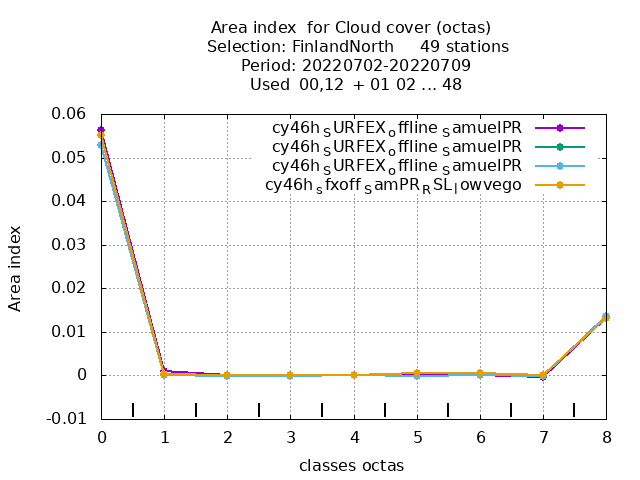 Area index  for Cloud cover (octas)
Selection: FinlandNorth     49 stations
Period: 20220702-20220709
Used  00,12  + 01 02 ... 48
cy46h_SURFEX_offline_SamuelPR
cy46h_SURFEX_offline_SamuelPR
cy46h_SURFEX_offline_SamuelPR
cy46h_sfxoff_SamPR_RSL_lowvego
0.06
0.05
0.04
0.03
0.02
0.01
0
-0.01
Area index
0 1 2 3 4 5 6 7 8
classes octas